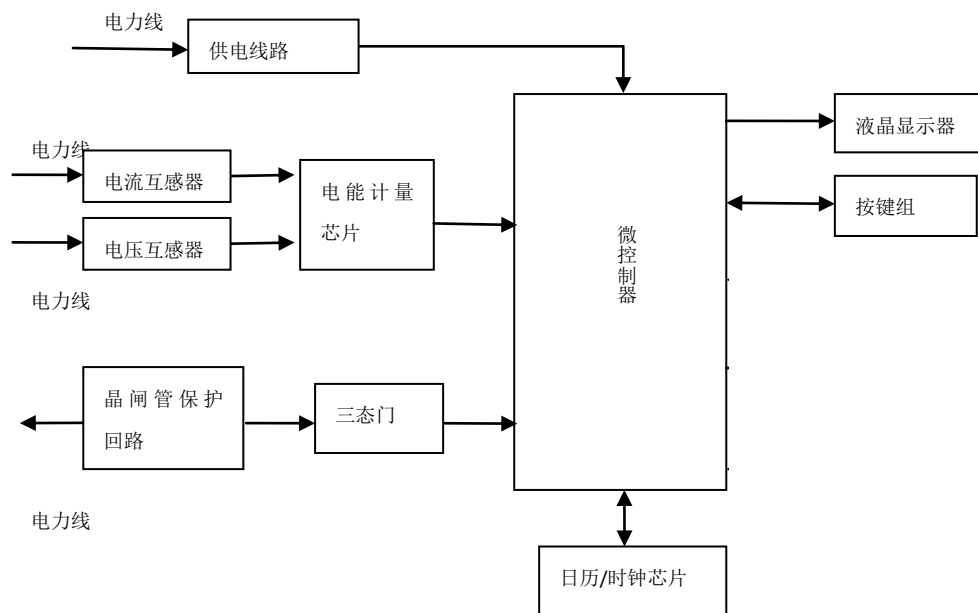 电力线
供电线路
液晶显示器
电力线
电流互感器
电能计量
芯片
按键组
微控制器
电压互感器
电力线
晶闸管保护
回路
三态门
电力线
日历/时钟芯片